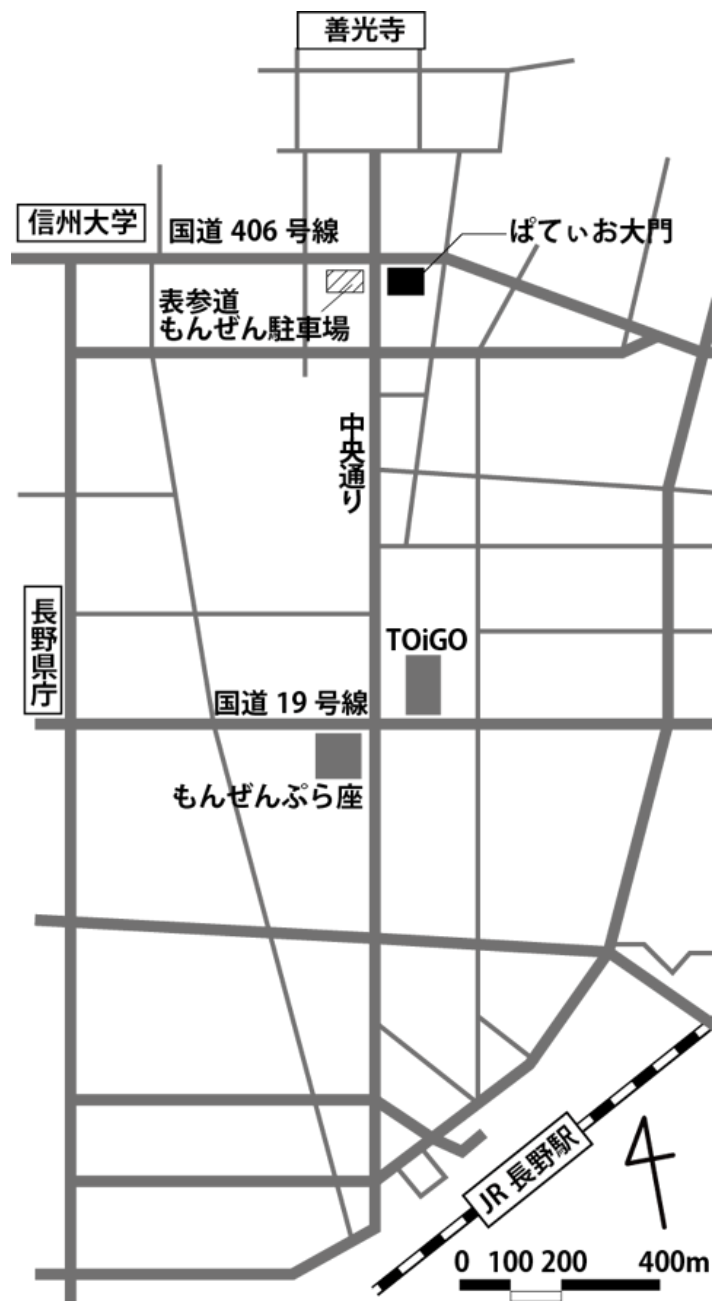 善光寺
信州大学
国道 406 号線
ぱてぃお大門
表参道
もんぜん駐車場
中央通り
長野県庁
TOiGO
国道 19 号線
もんぜんぷら座
JR 長野駅
0 100 200 400m